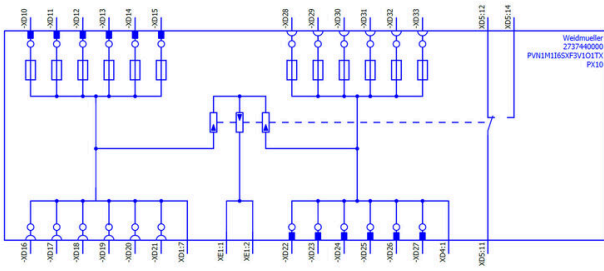 -XD10
-XD11
-XD12
-XD13
-XD14
-XD15
-XD28
-XD29
-XD30
-XD31
-XD32
-XD33
XD5:12
XD5:14
Weidmueller
2737440000
PVN1M1I6SXF3V1O1TX
PX10
-XD16
-XD17
-XD18
-XD19
-XD20
-XD21
XD1:7
XE1:1
XE1:2
-XD22
-XD23
-XD24
-XD25
-XD26
-XD27
XD4:1
XD5:11